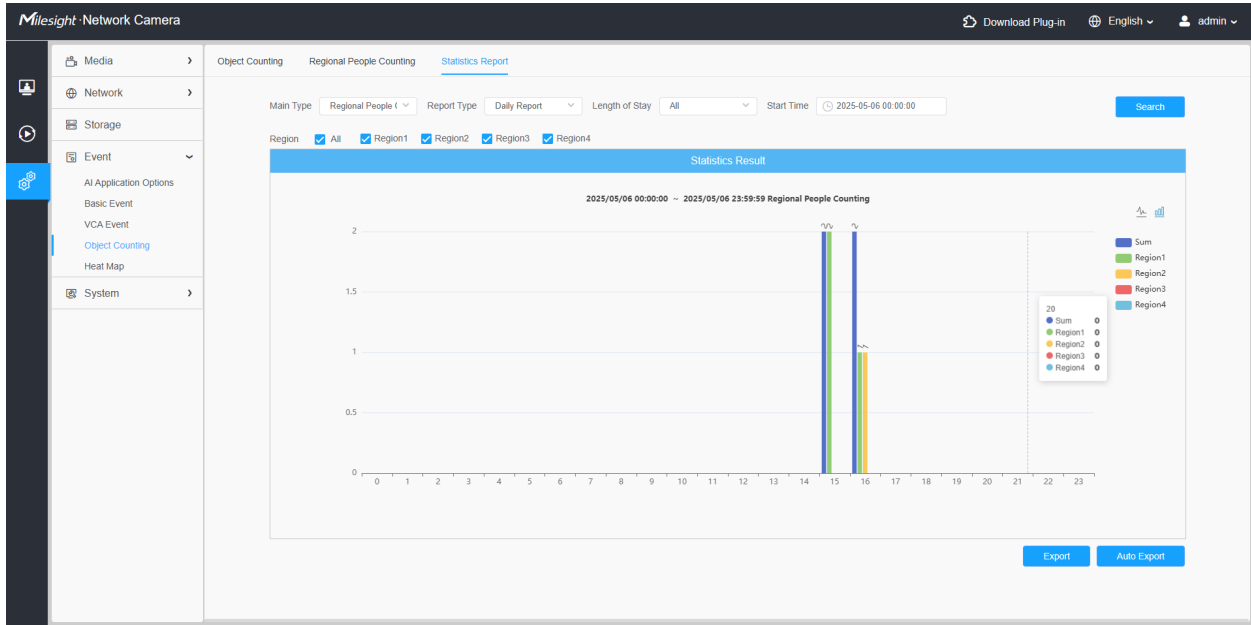 Milesight · Network Camera
Download Plug-in
English
admin
Media
Network
Storage
Event
AI Application Options
Basic Event
VCA Event
Object Counting
Heat Map
System
Object Counting Regional People Counting Statistics Report
Main Type Regional People ( Report Type Daily Report Length of Stay All Start Time 2025-05-06 00:00:00 Search
Region All Region1 Region2 Region3 Region4
Statistics Result
2025/05/06 00:00:00 ~ 2025/05/06 23:59:59 Regional People Counting
Sum
Region1
Region2
Region3
Region4
2
1.5
1
0.5
0
2 2 2
1 1
20
Sum 0
Region1 0
Region2 0
Region3 0
Region4 0
0 1 2 3 4 5 6 7 8 9 10 11 12 13 14 15 16 17 18 19 20 21 22 23
Export Auto Export